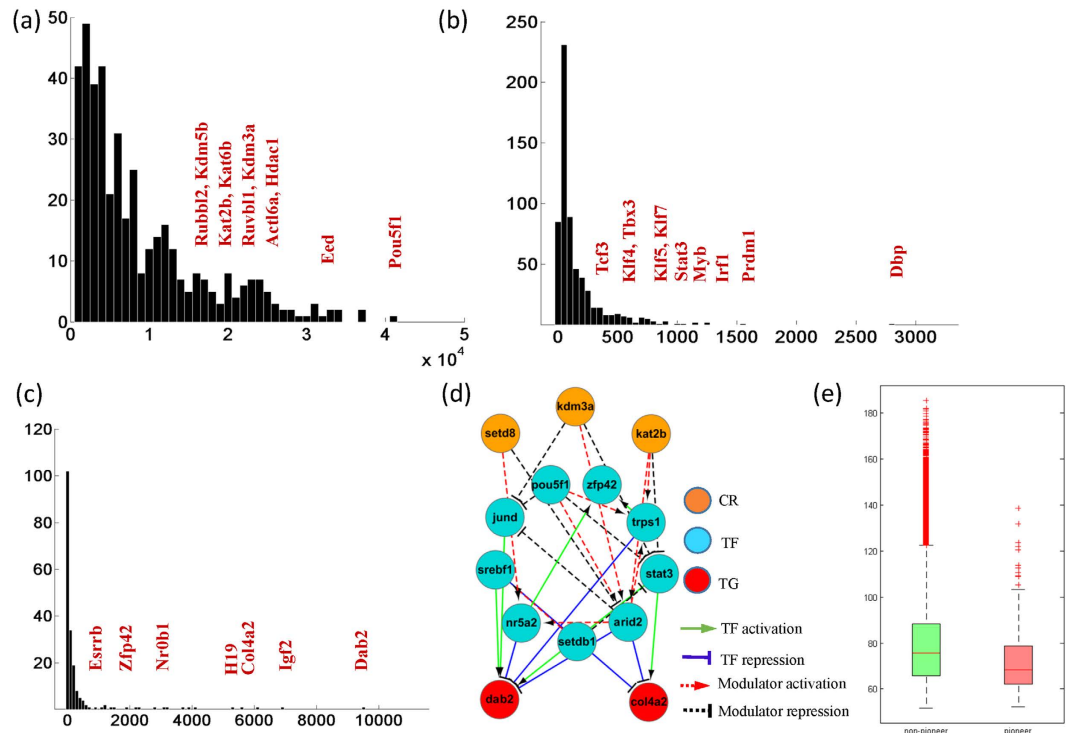 (a)
50
40
30
20
10
0
0
1
2
3
4
5
x 10⁴
Rubbl2, Kdm5b
Kat2b, Kat6b
Ruvbl1, Kdm3a
Actl6a, Hdac1
Eed
Pou5f1
(b)
250
200
150
100
50
0
500
1000
1500
2000
2500
3000
Tcf3
Klf4, Tbx3
Klf5, Klf7
Stat3
Myb
Irf1
Prdm1
Dbp
(c)
120
100
80
60
40
20
0
2000
4000
6000
8000
10000
Esrrb
Zfp42
Nr0b1
H19
Col4a2
Igf2
Dab2
(d)
kdm3a
setd8
kat2b
pou5f1
zfp42
jund
trps1
srebf1
stat3
nr5a2
arid2
setdb1
dab2
col4a2
CR
TF
TG
TF activation
TF repression
Modulator activation
Modulator repression
(e)
180
160
140
120
100
80
60
non-pioneer
pioneer